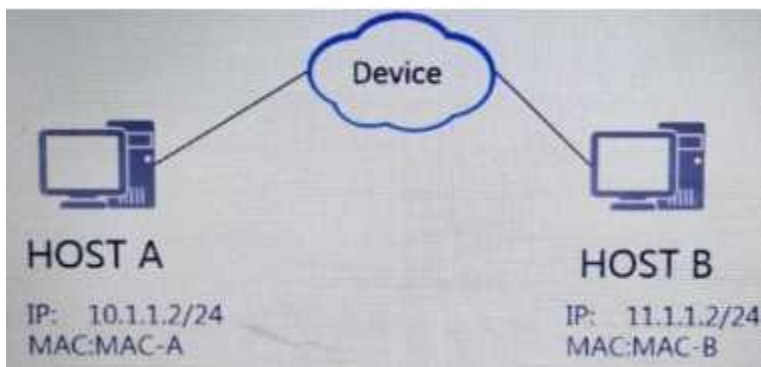 Device
HOST A
IP: 10.1.1.2/24
MAC:MAC-A
HOST B
IP: 11.1.1.2/24
MAC:MAC-B